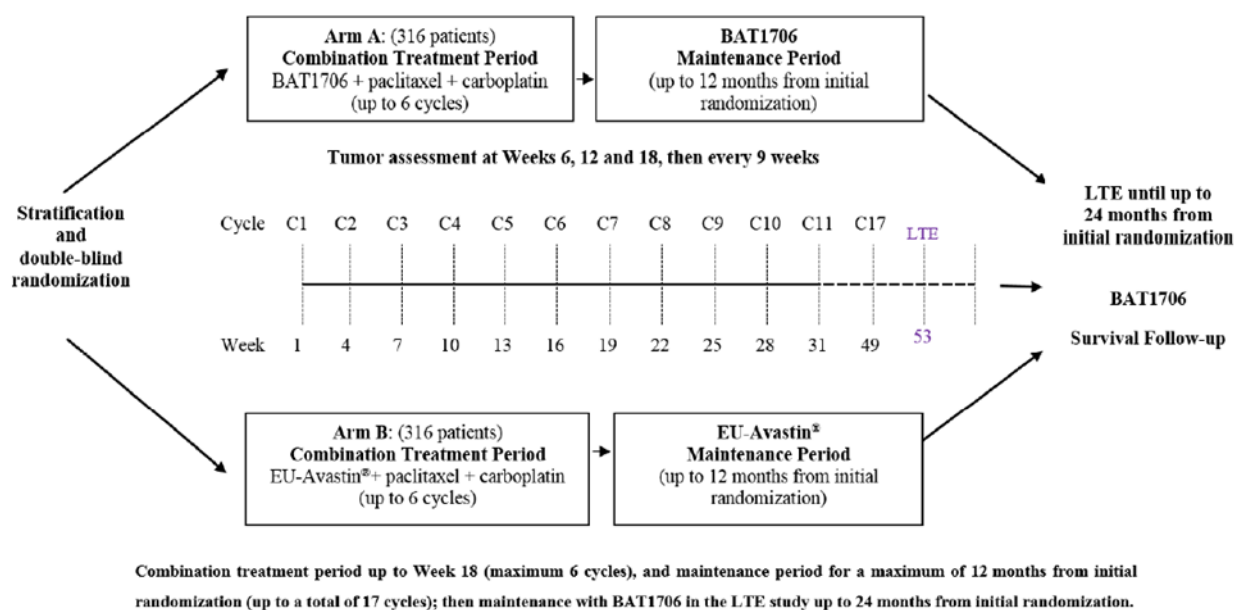 Arm A: (316 patients)
Combination Treatment Period
BAT1706 + paclitaxel + carboplatin
(up to 6 cycles)
BAT1706
Maintenance Period
(up to 12 months from initial
randomization)
Tumor assessment at Weeks 6, 12 and 18, then every 9 weeks
Stratification
and
double-blind
randomization
Cycle C1 C2 C3 C4 C5 C6 C7 C8 C9 C10 C11 C17 LTE
Week 1 4 7 10 13 16 19 22 25 28 31 49 53
LTE until up to
24 months from
initial randomization
BAT1706
Survival Follow-up
Arm B: (316 patients)
Combination Treatment Period
EU-Avastin®+ paclitaxel + carboplatin
(up to 6 cycles)
EU-Avastin®
Maintenance Period
(up to 12 months from initial
randomization)
Combination treatment period up to Week 18 (maximum 6 cycles), and maintenance period for a maximum of 12 months from initial
randomization (up to a total of 17 cycles); then maintenance with BAT1706 in the LTE study up to 24 months from initial randomization.